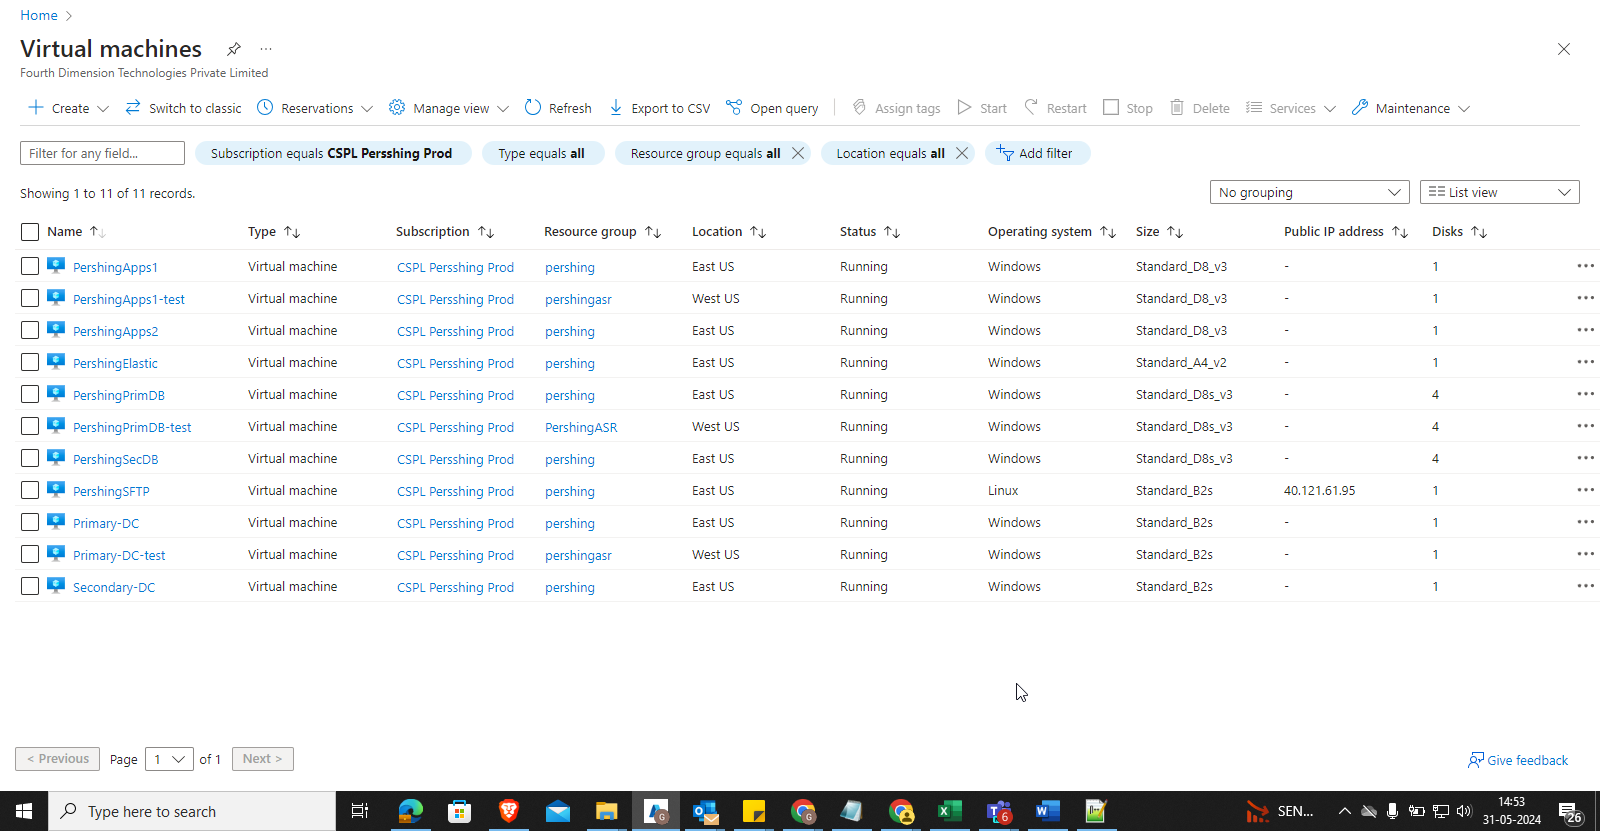 Home
Virtual machines
Fourth Dimension Technologies Private Limited
Create Switch to classic Reservations Manage view Refresh Export to CSV Open query Assign tags Start Restart Stop Delete Services Maintenance
Filter for any field... Subscription equals CSPL Persshing Prod Type equals all Resource group equals all Location equals all Add filter
Showing 1 to 11 of 11 records. No grouping List view
Name Type Subscription Resource group Location Status Operating system Size Public IP address Disks
PershingApps1 Virtual machine CSPL Persshing Prod pershing East US Running Windows Standard_D8_v3 - 1
PershingApps1-test Virtual machine CSPL Persshing Prod pershingasr West US Running Windows Standard_D8_v3 - 1
PershingApps2 Virtual machine CSPL Persshing Prod pershing East US Running Windows Standard_D8_v3 - 1
PershingElastic Virtual machine CSPL Persshing Prod pershing East US Running Windows Standard_A4_v2 - 1
PershingPrimDB Virtual machine CSPL Persshing Prod pershing East US Running Windows Standard_D8s_v3 - 4
PershingPrimDB-test Virtual machine CSPL Persshing Prod PershingASR West US Running Windows Standard_D8s_v3 - 4
PershingSecDB Virtual machine CSPL Persshing Prod pershing East US Running Windows Standard_D8s_v3 - 4
PershingSFTP Virtual machine CSPL Persshing Prod pershing East US Running Linux Standard_B2s 40.121.61.95 1
Primary-DC Virtual machine CSPL Persshing Prod pershing East US Running Windows Standard_B2s - 1
Primary-DC-test Virtual machine CSPL Persshing Prod pershingasr West US Running Windows Standard_B2s - 1
Secondary-DC Virtual machine CSPL Persshing Prod pershing East US Running Windows Standard_B2s - 1
< Previous Page 1 of 1 Next > Give feedback
Type here to search SEN... 14:53
31-05-2024
26